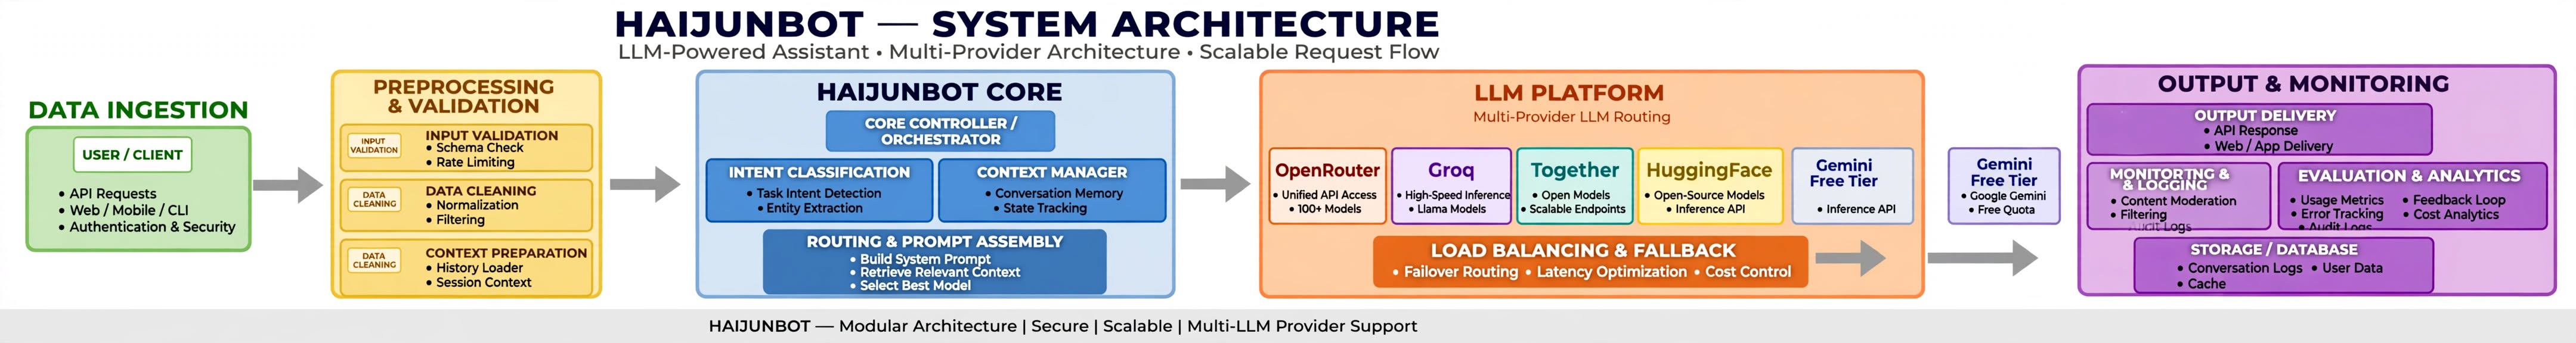 HAIJUNBOT — SYSTEM ARCHITECTURE
LLM-Powered Assistant • Multi-Provider Architecture • Scalable Request Flow
DATA INGESTION
USER / CLIENT
• API Requests
• Web / Mobile / CLI
• Authentication & Security
PREPROCESSING
& VALIDATION
INPUT
VALIDATION
INPUT VALIDATION
• Schema Check
• Rate Limiting
DATA
CLEANING
DATA CLEANING
• Normalization
• Filtering
DATA
CLEANING
CONTEXT PREPARATION
• History Loader
• Session Context
HAIJUNBOT CORE
CORE CONTROLLER /
ORCHESTRATOR
INTENT CLASSIFICATION
• Task Intent Detection
• Entity Extraction
CONTEXT MANAGER
• Conversation Memory
• State Tracking
ROUTING & PROMPT ASSEMBLY
• Build System Prompt
• Retrieve Relevant Context
• Select Best Model
LLM PLATFORM
Multi-Provider LLM Routing
OpenRouter
• Unified API Access
• 100+ Models
Groq
• High-Speed Inference
• Llama Models
Together
• Open Models
• Scalable Endpoints
HuggingFace
• Open-Source Models
• Inference API
Gemini
Free Tier
• Inference API
LOAD BALANCING & FALLBACK
• Failover Routing • Latency Optimization • Cost Control
Gemini
Free Tier
• Google Gemini
• Free Quota
OUTPUT & MONITORING
OUTPUT DELIVERY
• API Response
• Web / App Delivery
MONITORTNG &
& LOGGING
• Content Moderation
• Filtering
Audit Logs
EVALUATION & ANALYTICS
• Usage Metrics
• Error Tracking
• Audit Logs
• Feedback Loop
• Cost Analytics
STORAGE / DATABASE
• Conversation Logs • User Data
• Cache
HAIJUNBOT — Modular Architecture | Secure | Scalable | Multi-LLM Provider Support